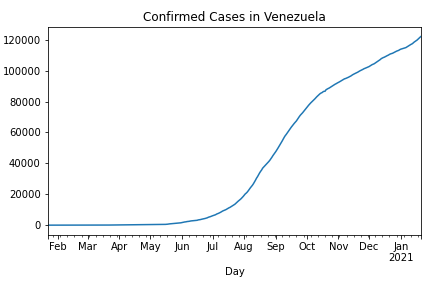 Confirmed Cases in Venezuela
120000
100000
80000
60000
40000
20000
0
Feb Mar Apr May Jun Jul Aug Sep Oct Nov Dec Jan
2021
Day